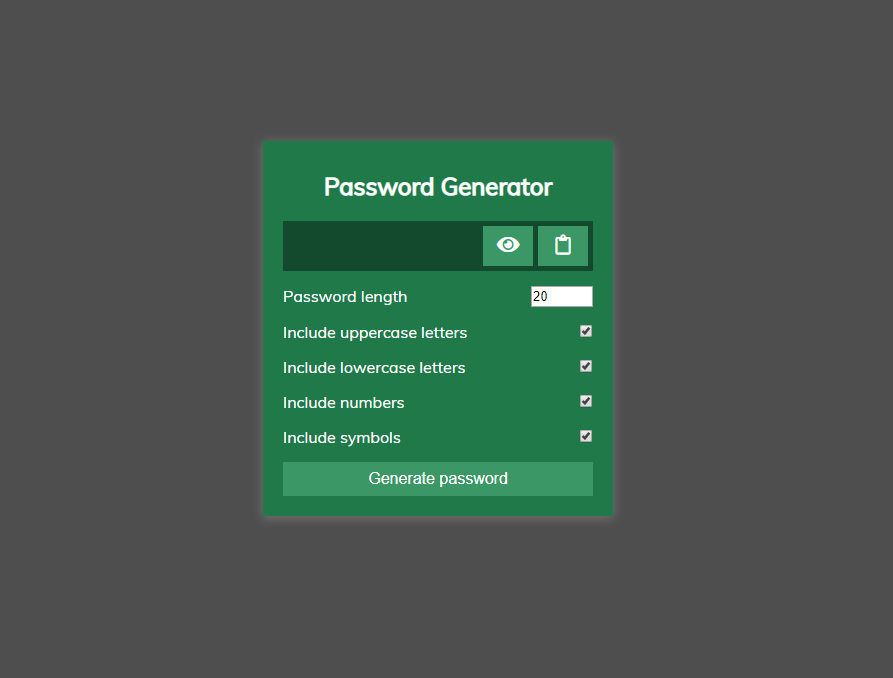 Password Generator
Password length 20
Include uppercase letters
Include lowercase letters
Include numbers
Include symbols
Generate password